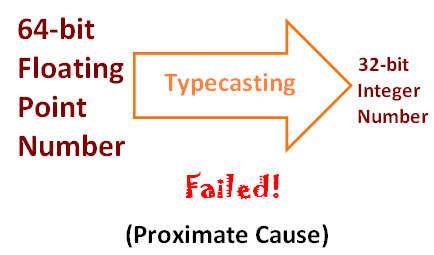 64-bit
Floating
Point
Number
Typecasting
32-bit
Integer
Number
Failed!
(Proximate Cause)